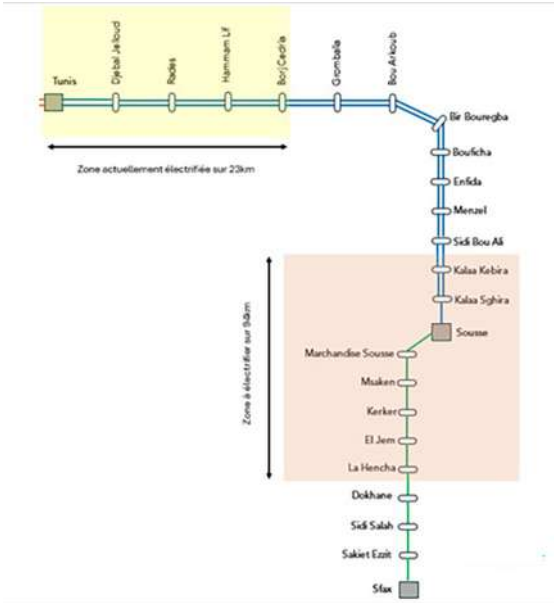 Tunis
Djebal Jelloud
Rades
Hammam Lif
Borj Cedria
Grombalia
Bou Arkoub
Bir Bouregba
Zone actuellement électrifiée sur 23km
Bouficha
Enfida
Menzel
Sidi Bou Ali
Kalaa Kebira
Kalaa Sghira
Sousse
Zone à électrifier sur 94km
Marchandise Sousse
Msaken
Kerker
El Jem
La Hencha
Dokhane
Sidi Salah
Sakiet Ezzit
Sfax